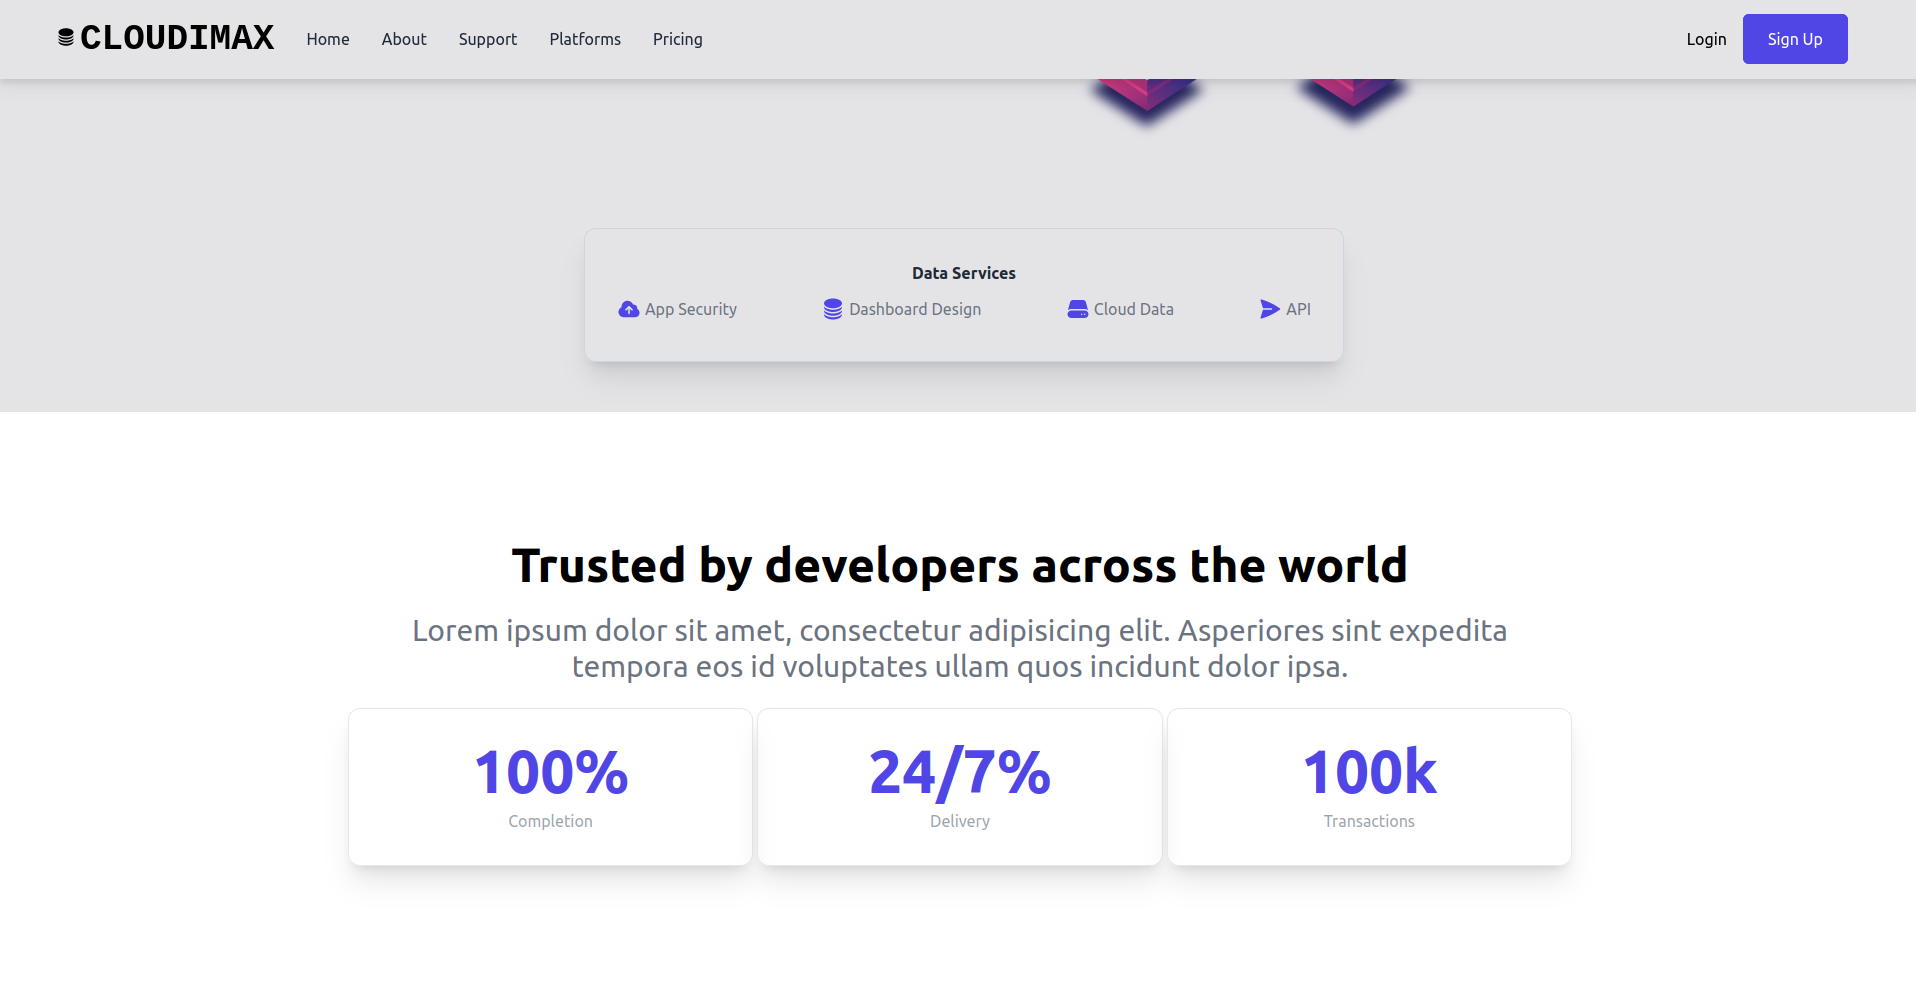 CLOUDIMAX Home About Support Platforms Pricing Login Sign Up
Data Services
App Security Dashboard Design Cloud Data API
Trusted by developers across the world
Lorem ipsum dolor sit amet, consectetur adipisicing elit. Asperiores sint expedita
tempora eos id voluptates ullam quos incidunt dolor ipsa.
100% 24/7% 100k
Completion Delivery Transactions